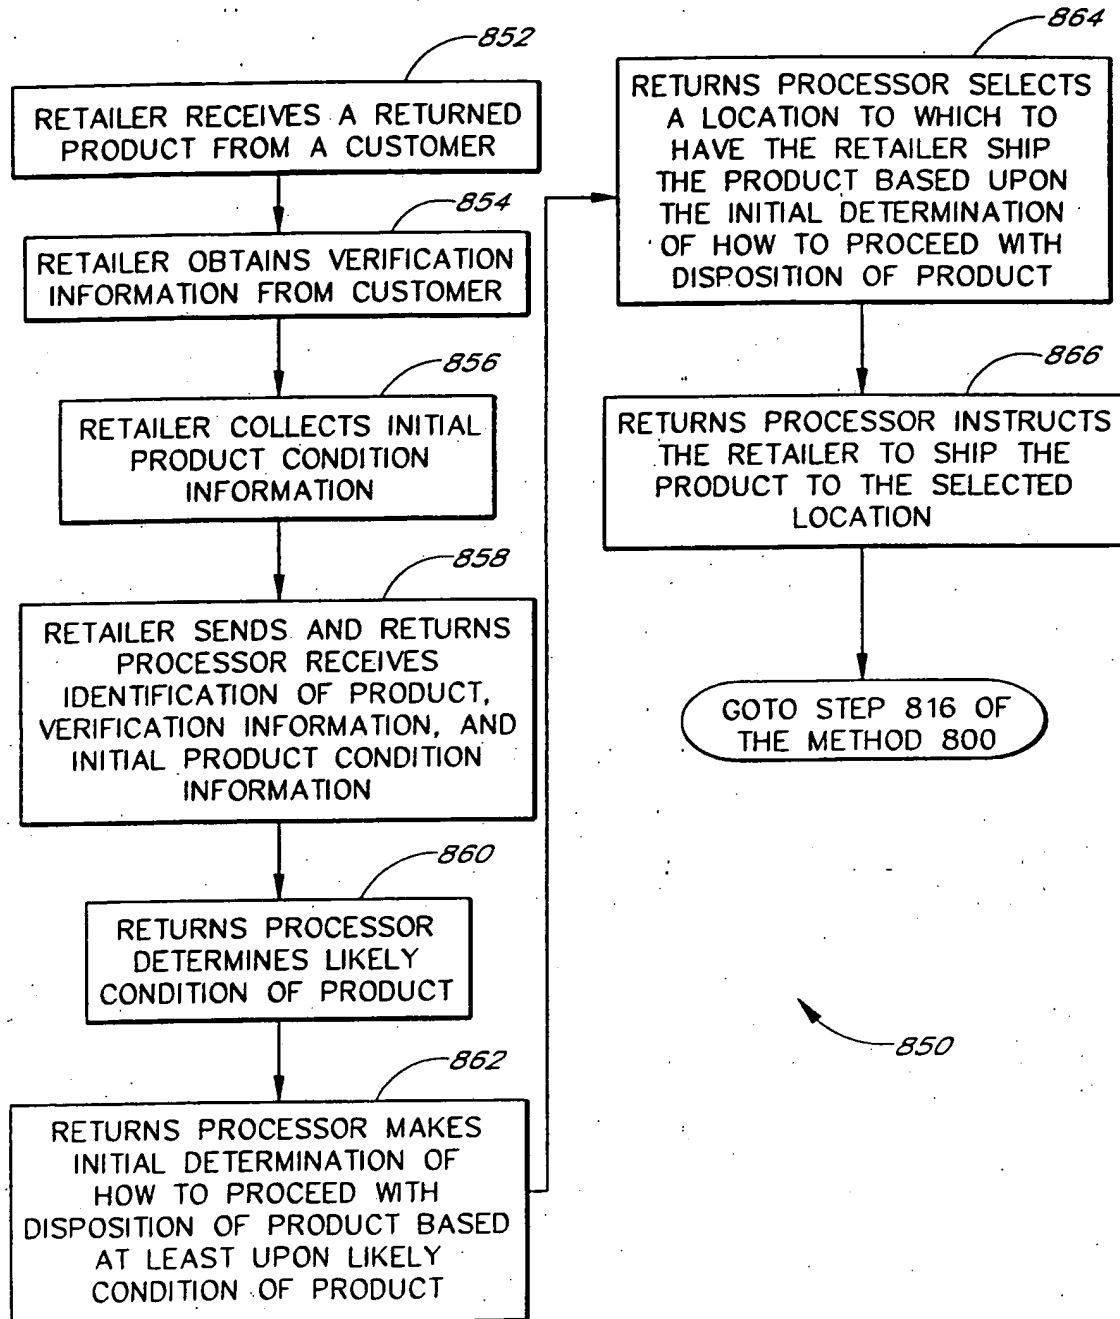 852
RETAILER RECEIVES A RETURNED
PRODUCT FROM A CUSTOMER
854
RETAILER OBTAINS VERIFICATION
INFORMATION FROM CUSTOMER
856
RETAILER COLLECTS INITIAL
PRODUCT CONDITION
INFORMATION
858
RETAILER SENDS AND RETURNS
PROCESSOR RECEIVES
IDENTIFICATION OF PRODUCT,
VERIFICATION INFORMATION, AND
INITIAL PRODUCT CONDITION
INFORMATION
860
RETURNS PROCESSOR
DETERMINES LIKELY
CONDITION OF PRODUCT
862
RETURNS PROCESSOR MAKES
INITIAL DETERMINATION OF
HOW TO PROCEED WITH
DISPOSITION OF PRODUCT BASED
AT LEAST UPON LIKELY
CONDITION OF PRODUCT
864
RETURNS PROCESSOR SELECTS
A LOCATION TO WHICH TO
HAVE THE RETAILER SHIP
THE PRODUCT BASED UPON
THE INITIAL DETERMINATION
OF HOW TO PROCEED WITH
DISPOSITION OF PRODUCT
866
RETURNS PROCESSOR INSTRUCTS
THE RETAILER TO SHIP THE
PRODUCT TO THE SELECTED
LOCATION
GOTO STEP 816 OF
THE METHOD 800
850